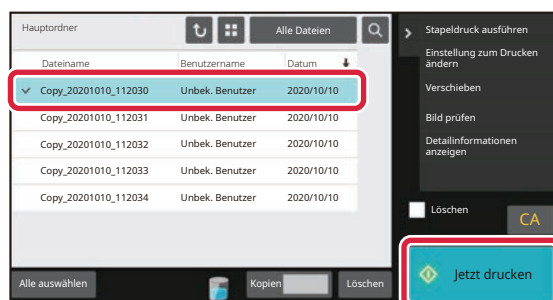 Hauptordner
Alle Dateien
Dateiname Benutzername Datum
Copy_20201010_112030 Unbek. Benutzer 2020/10/10
Copy_20201010_112031 Unbek. Benutzer 2020/10/10
Copy_20201010_112032 Unbek. Benutzer 2020/10/10
Copy_20201010_112033 Unbek. Benutzer 2020/10/10
Copy_20201010_112034 Unbek. Benutzer 2020/10/10
Alle auswählen
Kopien
Löschen
Stapeldruck ausführen
Einstellung zum Drucken
ändern
Verschieben
Bild prüfen
Detailinformationen
anzeigen
Löschen
CA
Jetzt drucken